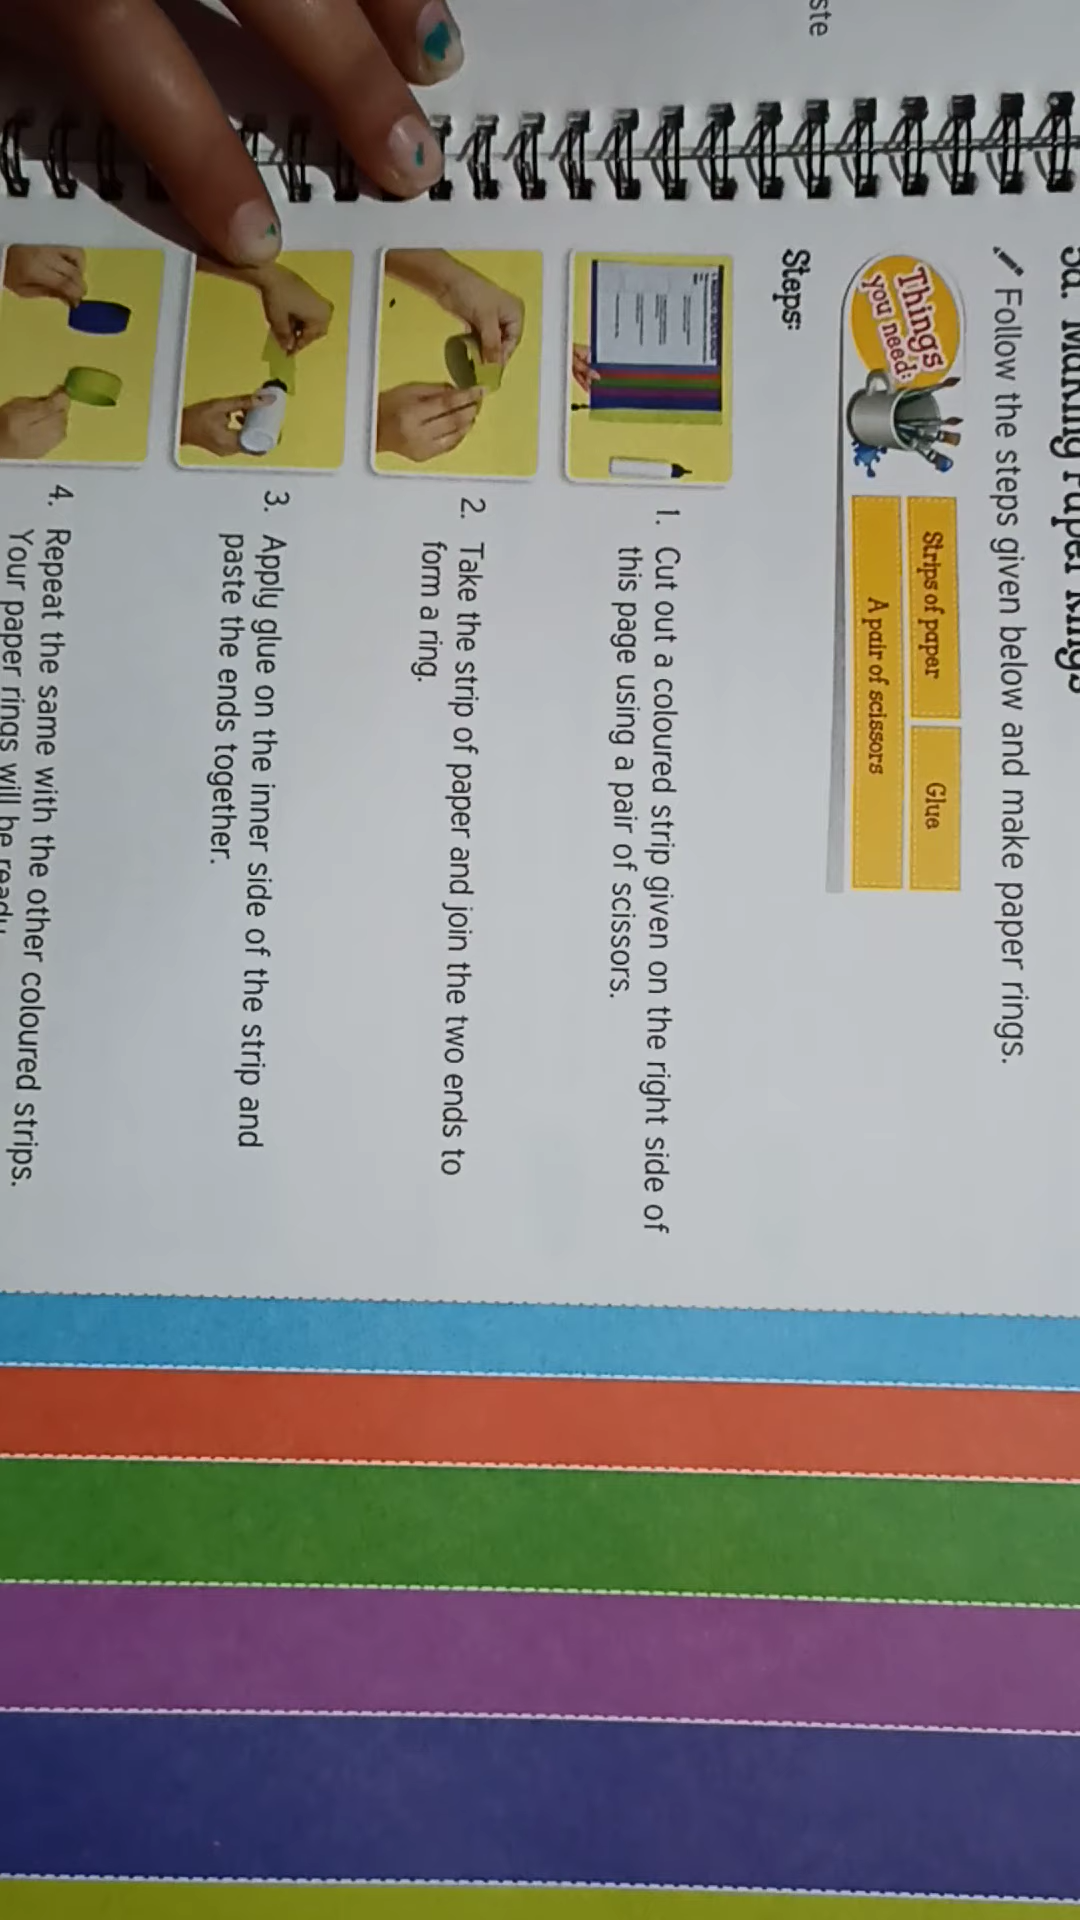 ste
5d. Making Paper Rings
Follow the steps given below and make paper rings.
Things
you need:
Strips of paper
Glue
A pair of scissors
Steps:
1. Cut out a coloured strip given on the right side of
this page using a pair of scissors.
2. Take the strip of paper and join the two ends to
form a ring.
3. Apply glue on the inner side of the strip and
paste the ends together.
4. Repeat the same with the other coloured strips.
Your paper rings will be ready.